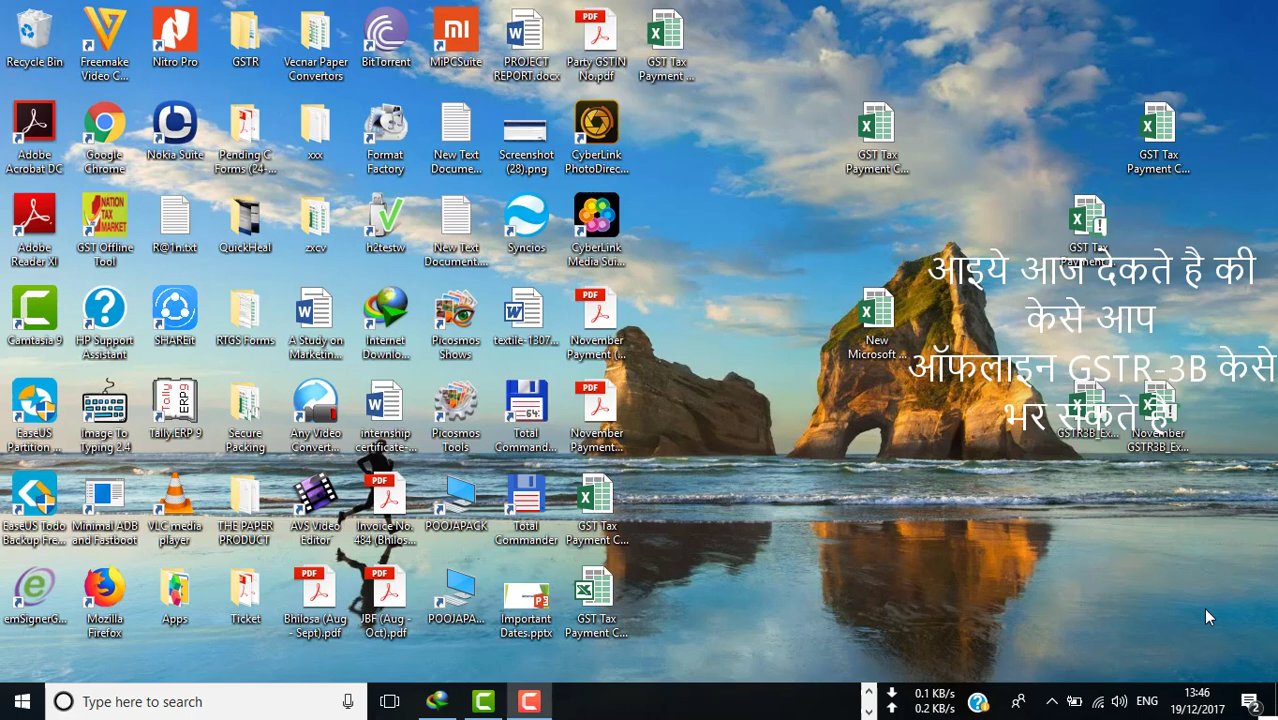 Recycle Bin
Freemake Video C...
Nitro Pro
GSTR
Vecnar Paper Convertors
BitTorrent
MiPCSuite
PROJECT REPORT.docx
Party GSTIN No.pdf
GST Tax Payment ...
Adobe Acrobat DC
Google Chrome
Nokia Suite
Pending C Forms (24-...
xxx
Format Factory
New Text Docume...
Screenshot (28).png
CyberLink PhotoDirec...
GST Tax Payment C...
GST Tax Payment C...
Adobe Reader XI
GST Offline Tool
R@1n.txt
QuickHeal
zxcv
h2testw
New Text Document....
Syncios
CyberLink Media Sui...
GST Tax
आइये आज देकते है की
केसे आप
ऑफलाइन GSTR-3B केसे
भर सकते है
Camtasia 9
HP Support Assistant
SHAREit
RTGS Forms
A Study on Marketin...
Internet Downlo...
Picosmos Shows
textile-1307...
November Payment (...
New Microsoft ...
EaseUS Partition ...
Image To Typing 2.4
Tally.ERP 9
Secure Packing
Any Video Convert...
internship certificate-...
Picosmos Tools
Total Comman...
November Payment...
GSTR3B_Ex...
November GSTR3B_Ex...
EaseUS Todo Backup Fre...
Minimal ADB and Fastboot
VLC media player
THE PAPER PRODUCT
AVS Video Editor
Invoice No. 484 (Bhilos...
POOJAPACK
Total Commander
GST Tax Payment C...
emSignerG...
Mozilla Firefox
Apps
Ticket
Bhilosa (Aug - Sept).pdf
JBF (Aug - Oct).pdf
POOJAPA...
Important Dates.pptx
GST Tax Payment C...
Type here to search
0.1 KB/s
0.2 KB/s
ENG
13:46
19/12/2017
2